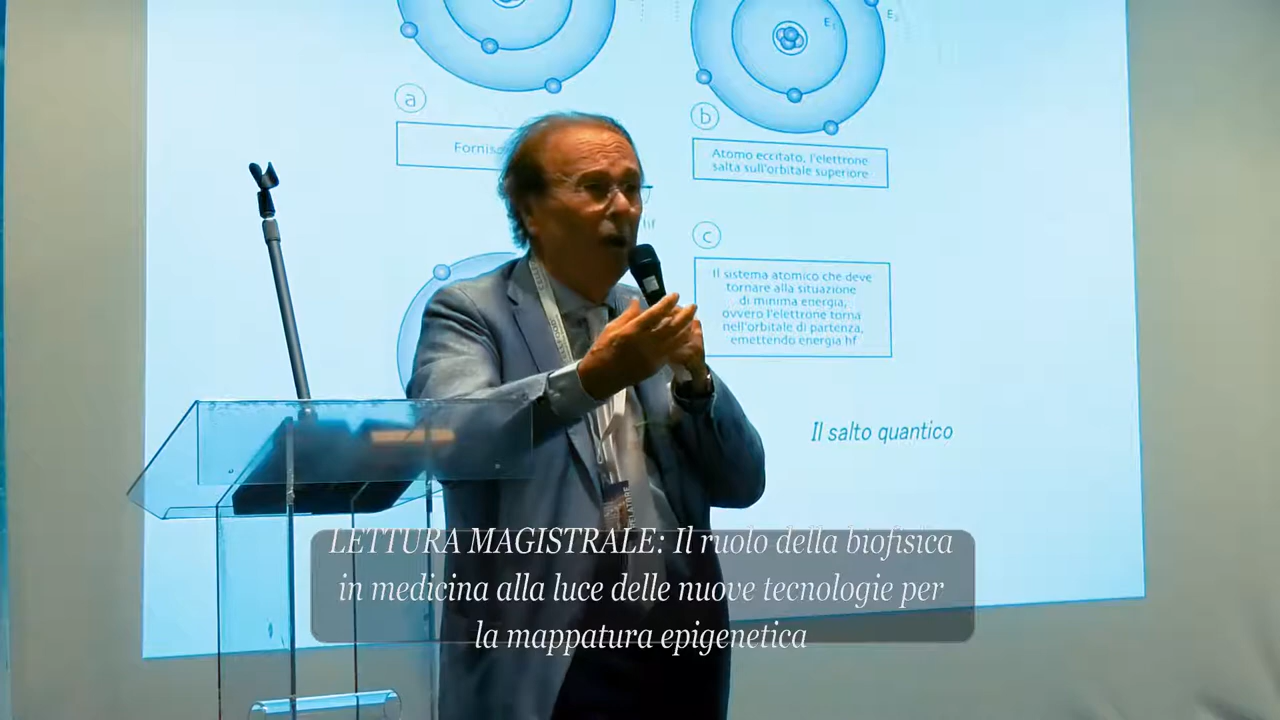 E₁
E₂
a
b
Atomo eccitato, l'elettrone
salta sull'orbitale superiore
c
Il sistema atomico che deve
tornare alla situazione
di minima energia,
ovvero l'elettrone torna
nell'orbitale di partenza,
emettendo energia hf
Il salto quantico
LETTURA MAGISTRALE: Il ruolo della biofisica
in medicina alla luce delle nuove tecnologie per
la mappatura epigenetica